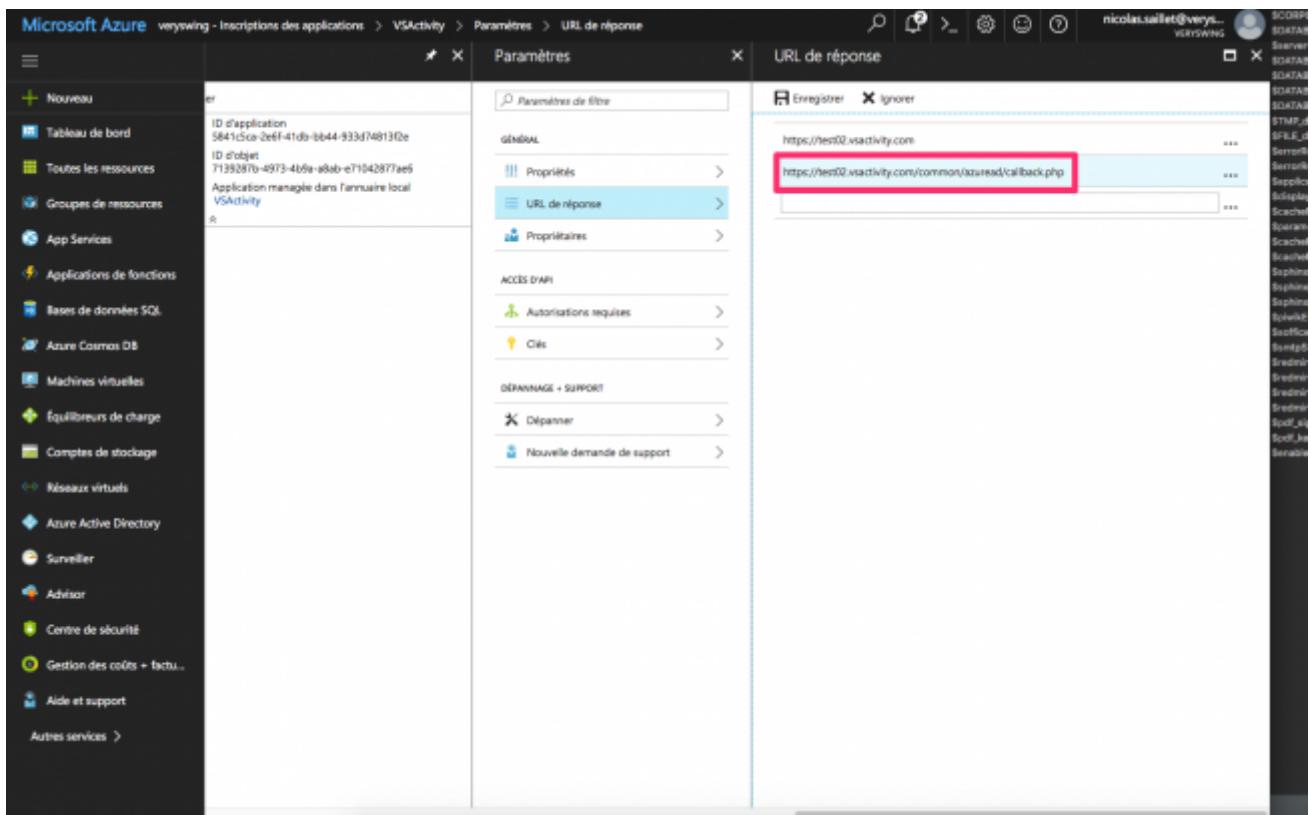 Microsoft Azure veryswing - Inscriptions des applications > VSActivity > Paramètres > URL de réponse
2
nicolas.saillet@verys...
VERYSWING
Paramètres
URL de réponse
Nouveau
Tableau de bord
Toutes les ressources
Groupes de ressources
App Services
Applications de fonctions
Bases de données SQL
Azure Cosmos DB
Machines virtuelles
Équilibreurs de charge
Comptes de stockage
Réseaux virtuels
Azure Active Directory
Surveiller
Advisor
Centre de sécurité
Gestion des coûts + factu...
Aide et support
Autres services >
er
ID d'application
5841c5ca-2e6f-41db-bb44-933d74813f2e
ID d'objet
7139287b-4973-4b9a-a8ab-e71042877ae6
Application managée dans l'annuaire local
VSActivity
Paramètres de filtre
GÉNÉRAL
Propriétés
URL de réponse
Propriétaires
ACCÈS D'API
Autorisations requises
Clés
DÉPANNAGE + SUPPORT
Dépanner
Nouvelle demande de support
Enregistrer Ignorer
https://test02.vsactivity.com
...
https://test02.vsactivity.com/common/azuread/callback.php
...
...